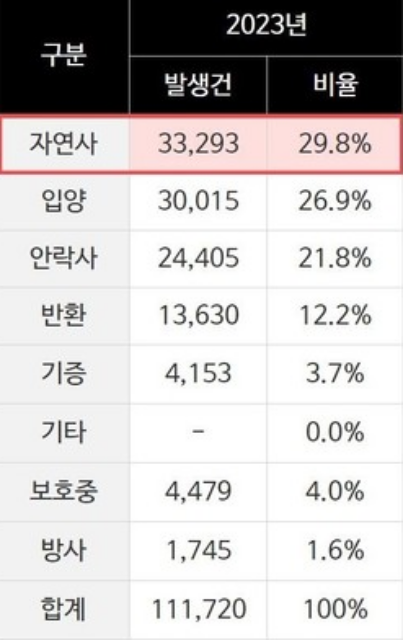 구분 2023년
발생건 비율
자연사 33,293 29.8%
입양 30,015 26.9%
안락사 24,405 21.8%
반환 13,630 12.2%
기증 4,153 3.7%
기타 - 0.0%
보호중 4,479 4.0%
방사 1,745 1.6%
합계 111,720 100%